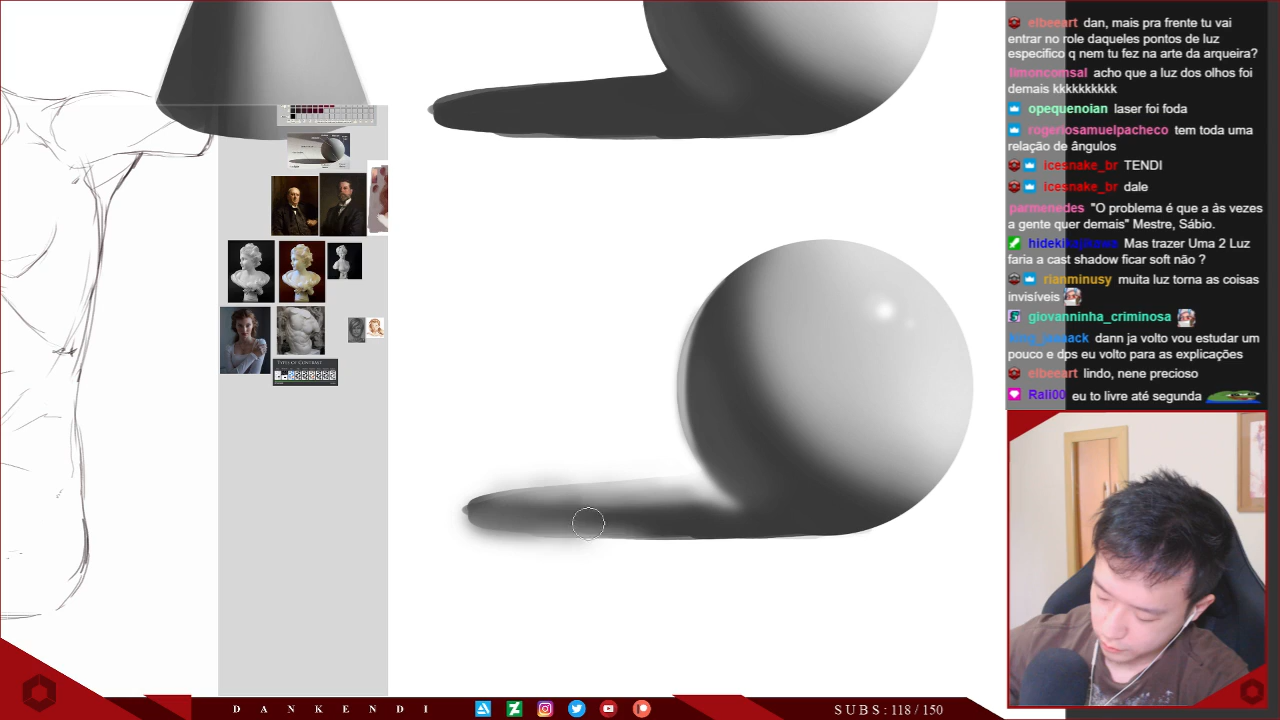 elbeeart dan, mais pra frente tu vai
entrar no role daqueles pontos de luz
especifico q nem tu fez na arte da arqueira?
limoncomsal acho que a luz dos olhos foi
demais kkkkkkkkkk
opequenoian laser foi foda
rogeriosamuelpacheco tem toda uma
relação de ângulos
icesnake_br TENDI
icesnake_br dale
parmenedes "O problema é que a às vezes
a gente quer demais" Mestre, Sábio.
Mas trazer Uma 2 Luz
faria a cast shadow ficar soft não ?
rianminusy muita luz torna as coisas
invisíveis
giovanninha_criminosa
dann ja volto vou estudar um
pouco e dps eu volto para as explicações
elbeeart lindo, nene precioso
Rali00 eu to livre até segunda
TYPES OF CONTRAST
DANKENDI
SUBS: 118 / 150